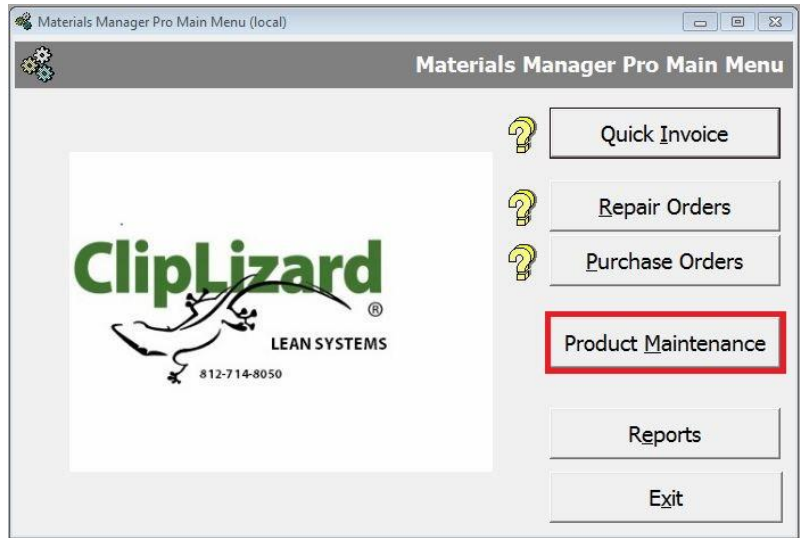 Materials Manager Pro Main Menu (local)
Materials Manager Pro Main Menu
Quick Invoice
Repair Orders
Purchase Orders
Product Maintenance
Reports
Exit
ClipLizard
®
LEAN SYSTEMS
812-714-8050